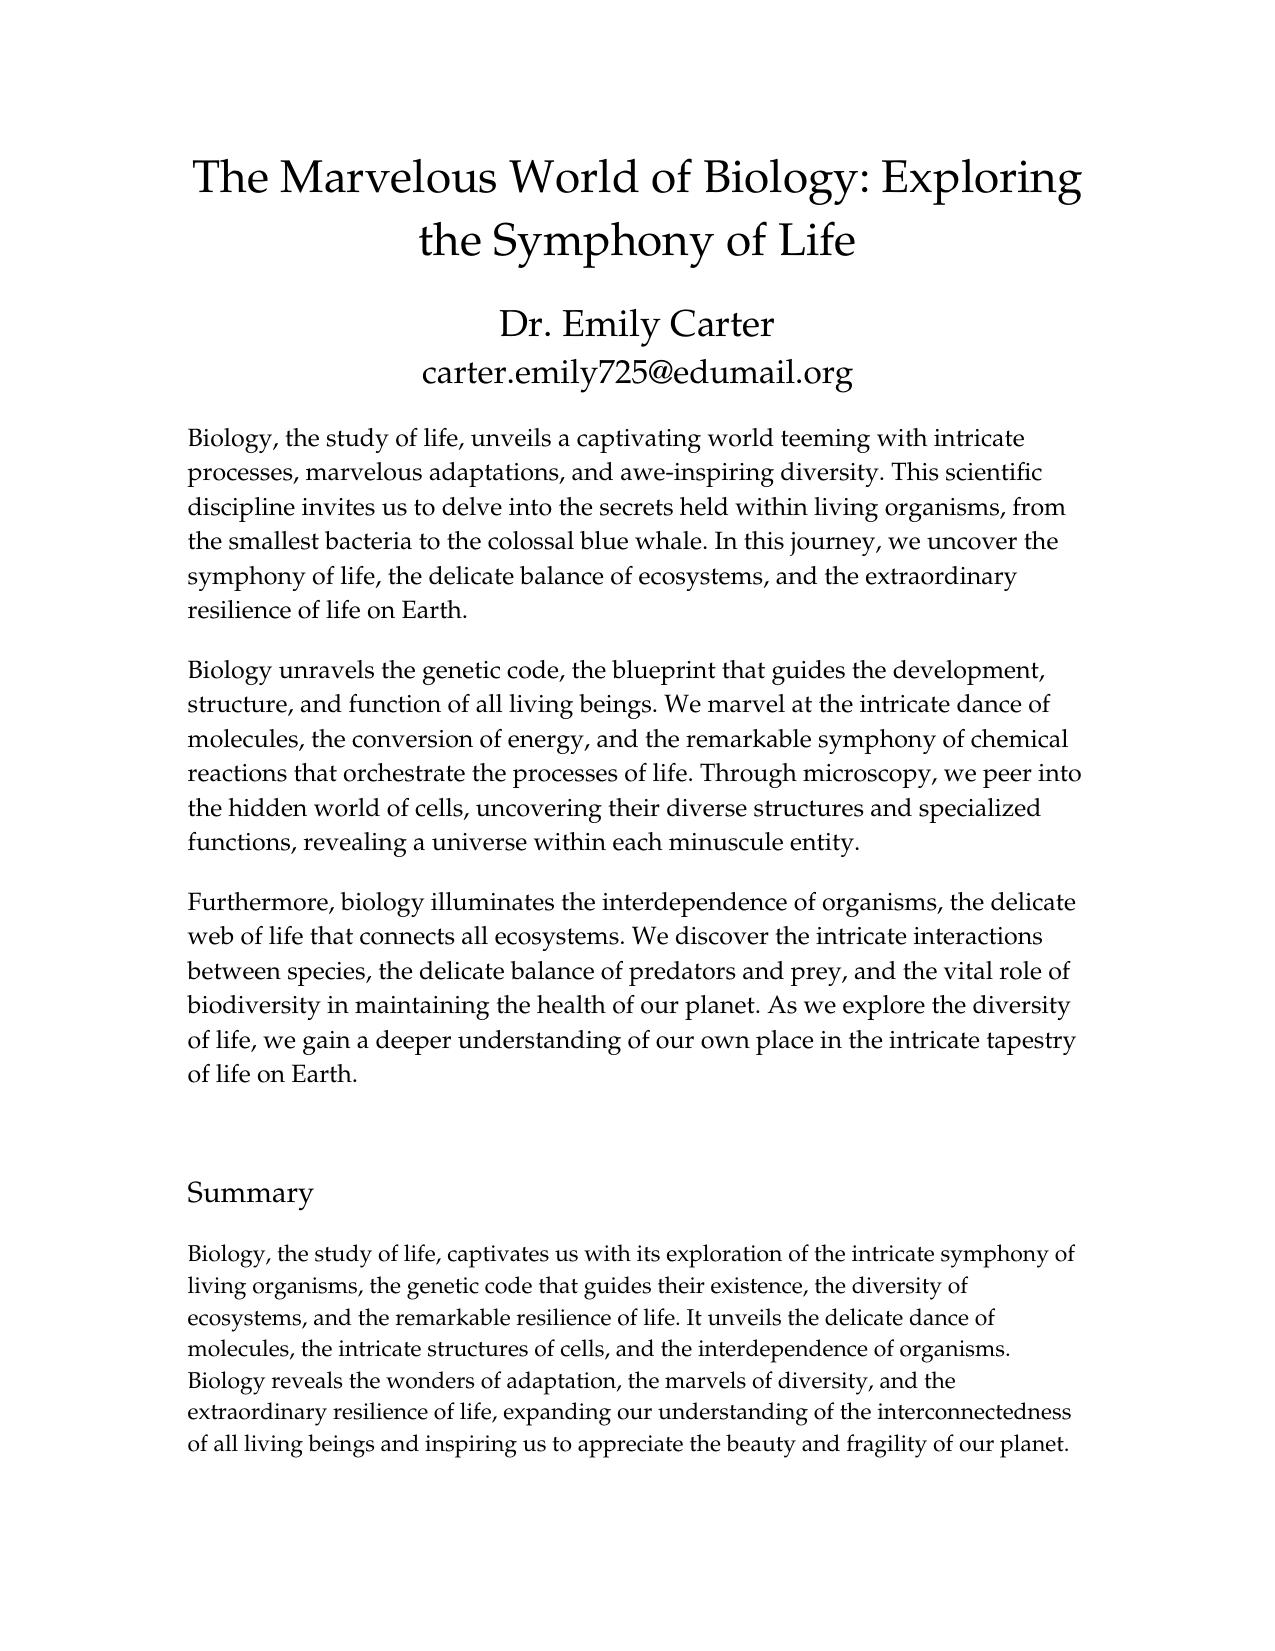 The Marvelous World of Biology: Exploring
the Symphony of Life
Dr. Emily Carter
carter.emily725@edumail.org
Biology, the study of life, unveils a captivating world teeming with intricate
processes, marvelous adaptations, and awe-inspiring diversity. This scientific
discipline invites us to delve into the secrets held within living organisms, from
the smallest bacteria to the colossal blue whale. In this journey, we uncover the
symphony of life, the delicate balance of ecosystems, and the extraordinary
resilience of life on Earth.
Biology unravels the genetic code, the blueprint that guides the development,
structure, and function of all living beings. We marvel at the intricate dance of
molecules, the conversion of energy, and the remarkable symphony of chemical
reactions that orchestrate the processes of life. Through microscopy, we peer into
the hidden world of cells, uncovering their diverse structures and specialized
functions, revealing a universe within each minuscule entity.
Furthermore, biology illuminates the interdependence of organisms, the delicate
web of life that connects all ecosystems. We discover the intricate interactions
between species, the delicate balance of predators and prey, and the vital role of
biodiversity in maintaining the health of our planet. As we explore the diversity
of life, we gain a deeper understanding of our own place in the intricate tapestry
of life on Earth.
Summary
Biology, the study of life, captivates us with its exploration of the intricate symphony of
living organisms, the genetic code that guides their existence, the diversity of
ecosystems, and the remarkable resilience of life. It unveils the delicate dance of
molecules, the intricate structures of cells, and the interdependence of organisms.
Biology reveals the wonders of adaptation, the marvels of diversity, and the
extraordinary resilience of life, expanding our understanding of the interconnectedness
of all living beings and inspiring us to appreciate the beauty and fragility of our planet.